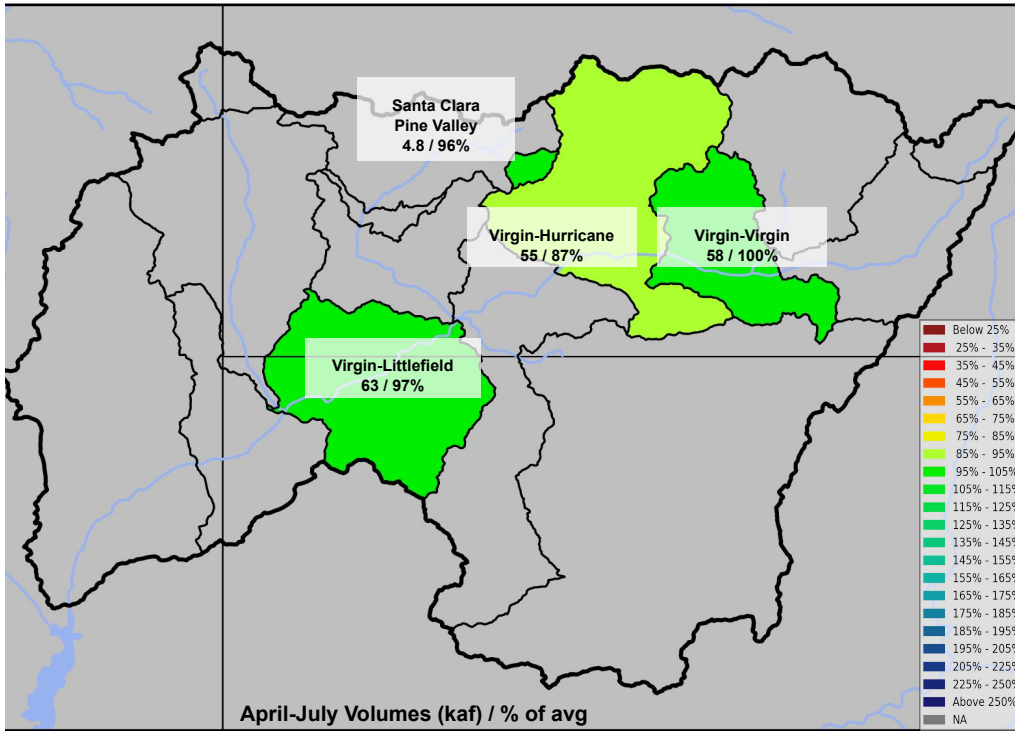 Santa Clara
Pine Valley
4.8 / 96%
Virgin-Hurricane
55 / 87%
Virgin-Virgin
58 / 100%
Virgin-Littlefield
63 / 97%
Below 25%
25% - 35%
35% - 45%
45% - 55%
55% - 65%
65% - 75%
75% - 85%
85% - 95%
95% - 105%
105% - 115%
115% - 125%
125% - 135%
135% - 145%
145% - 155%
155% - 165%
165% - 175%
175% - 185%
185% - 195%
195% - 205%
205% - 225%
225% - 250%
Above 250%
NA
April-July Volumes (kaf) / % of avg